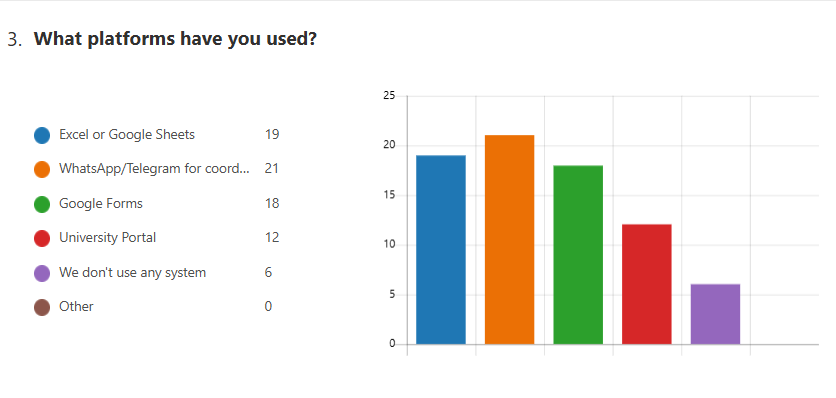 3. What platforms have you used?
Excel or Google Sheets 19
WhatsApp/Telegram for coord... 21
Google Forms 18
University Portal 12
We don't use any system 6
Other 0
25
20
15
10
5
0